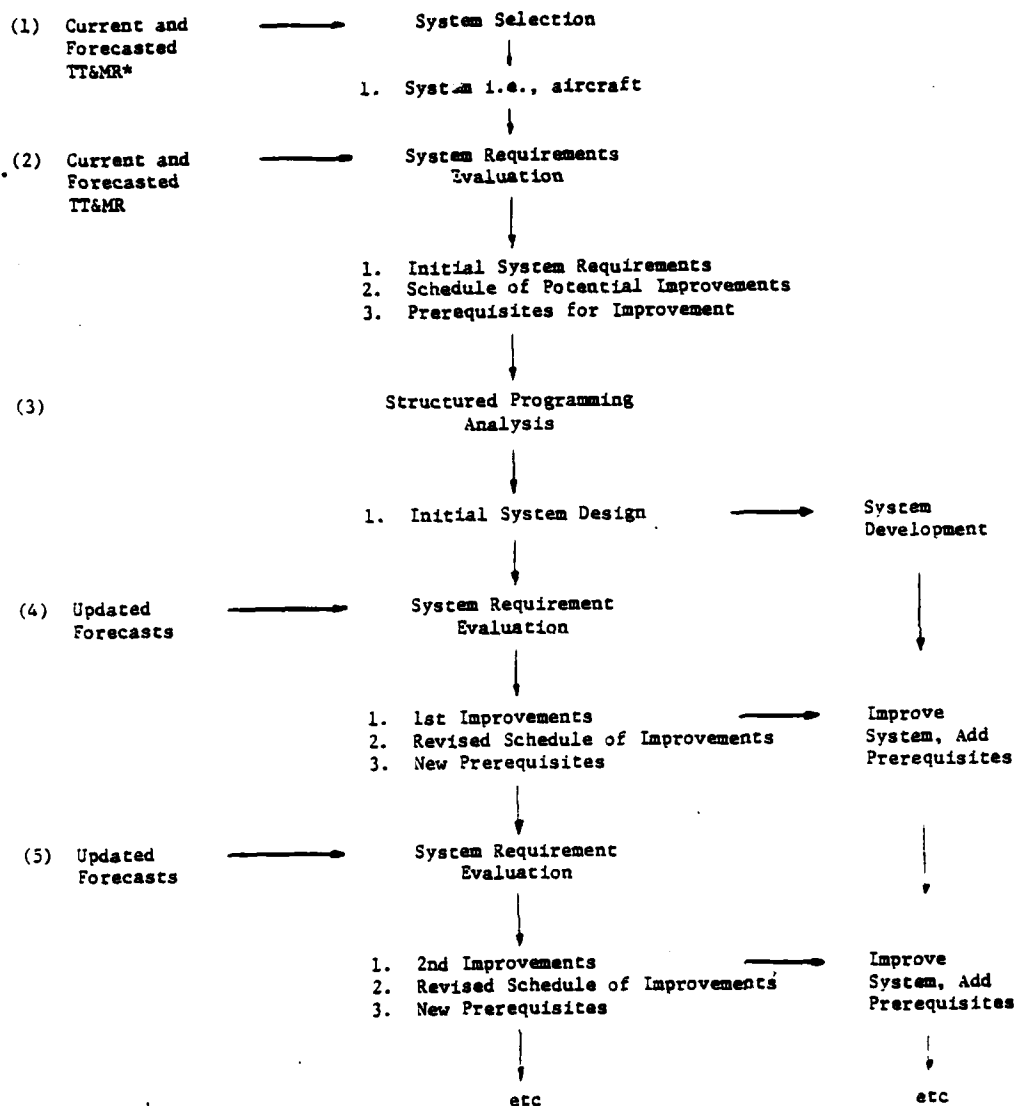 (1) Current and
Forecasted
TT&MR*
System Selection
1. System i.e., aircraft
(2) Current and
Forecasted
TT&MR
System Requirements
Evaluation
1. Initial System Requirements
2. Schedule of Potential Improvements
3. Prerequisites for Improvement
(3)
Structured Programming
Analysis
1. Initial System Design
System
Development
(4) Updated
Forecasts
System Requirement
Evaluation
1. 1st Improvements
2. Revised Schedule of Improvements
3. New Prerequisites
Improve
System, Add
Prerequisites
(5) Updated
Forecasts
System Requirement
Evaluation
1. 2nd Improvements
2. Revised Schedule of Improvements
3. New Prerequisites
Improve
System, Add
Prerequisites
etc
etc